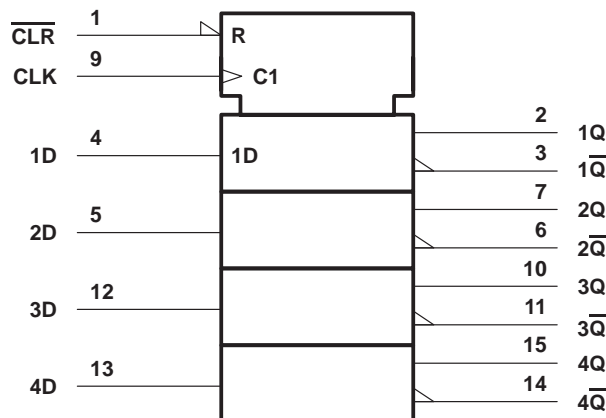 C̅L̅R̅ 1 R
CLK 9 C1
2 1Q
1D 4 1D
3 1Q̅
7 2Q
2D 5
6 2Q̅
10 3Q
3D 12
11 3Q̅
15 4Q
4D 13
14 4Q̅